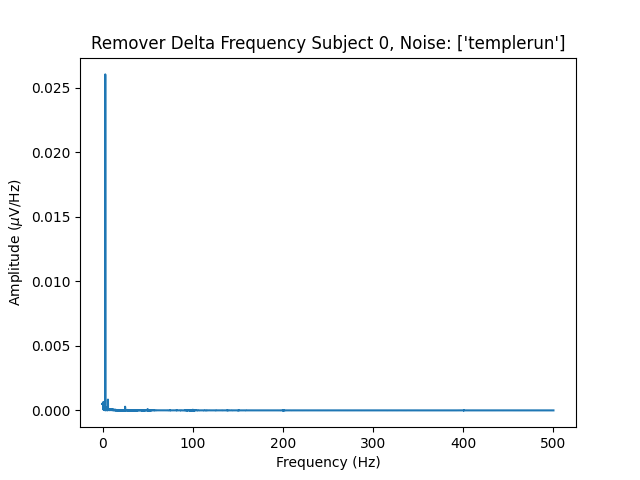 Remover Delta Frequency Subject 0, Noise: ['templerun']
Amplitude (μV/Hz)
0.025
0.020
0.015
0.010
0.005
0.000
0 100 200 300 400 500
Frequency (Hz)